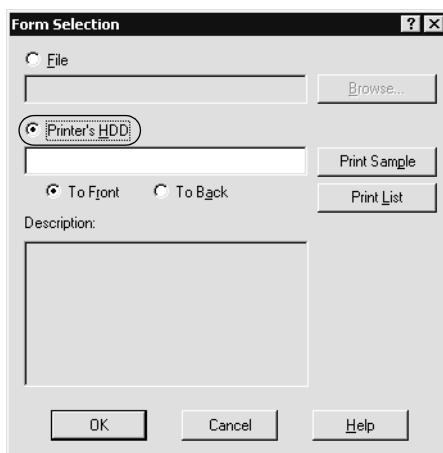 Form Selection
File
Browse...
Printer's HDD
Print Sample
To Front To Back
Print List
Description:
OK Cancel Help